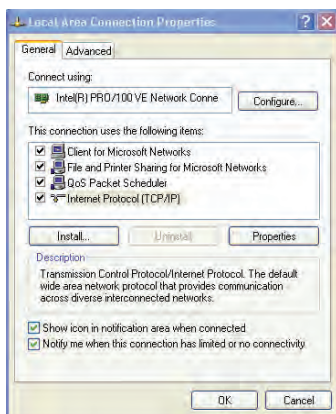 Local Area Connection Properties
General Advanced
Connect using:
Intel(R) PRO/100 VE Network Conne
Configure...
This connection uses the following items:
Client for Microsoft Networks
File and Printer Sharing for Microsoft Networks
QoS Packet Scheduler
Internet Protocol (TCP/IP)
Install... Uninstall Properties
Description
Transmission Control Protocol/Internet Protocol. The default
wide area network protocol that provides communication
across diverse interconnected networks.
Show icon in notification area when connected
Notify me when this connection has limited or no connectivity
OK Cancel